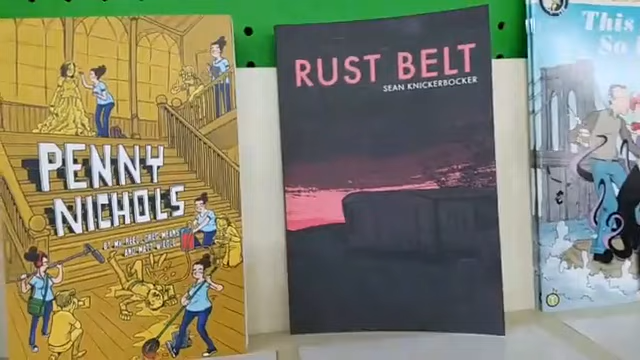 PENNY
NICHOLS
RUST BELT
SEAN KNICKERBOCKER
This
So